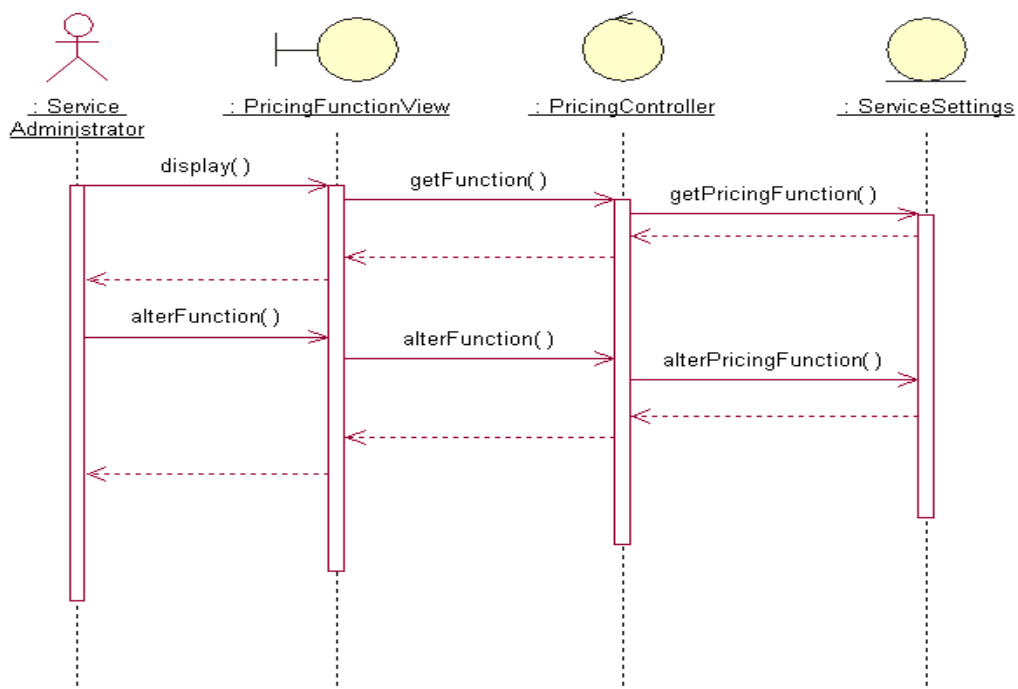 : Service
Administrator
: PricingFunctionView
: PricingController
: ServiceSettings
display( )
getFunction( )
getPricingFunction( )
alterFunction( )
alterFunction( )
alterPricingFunction( )